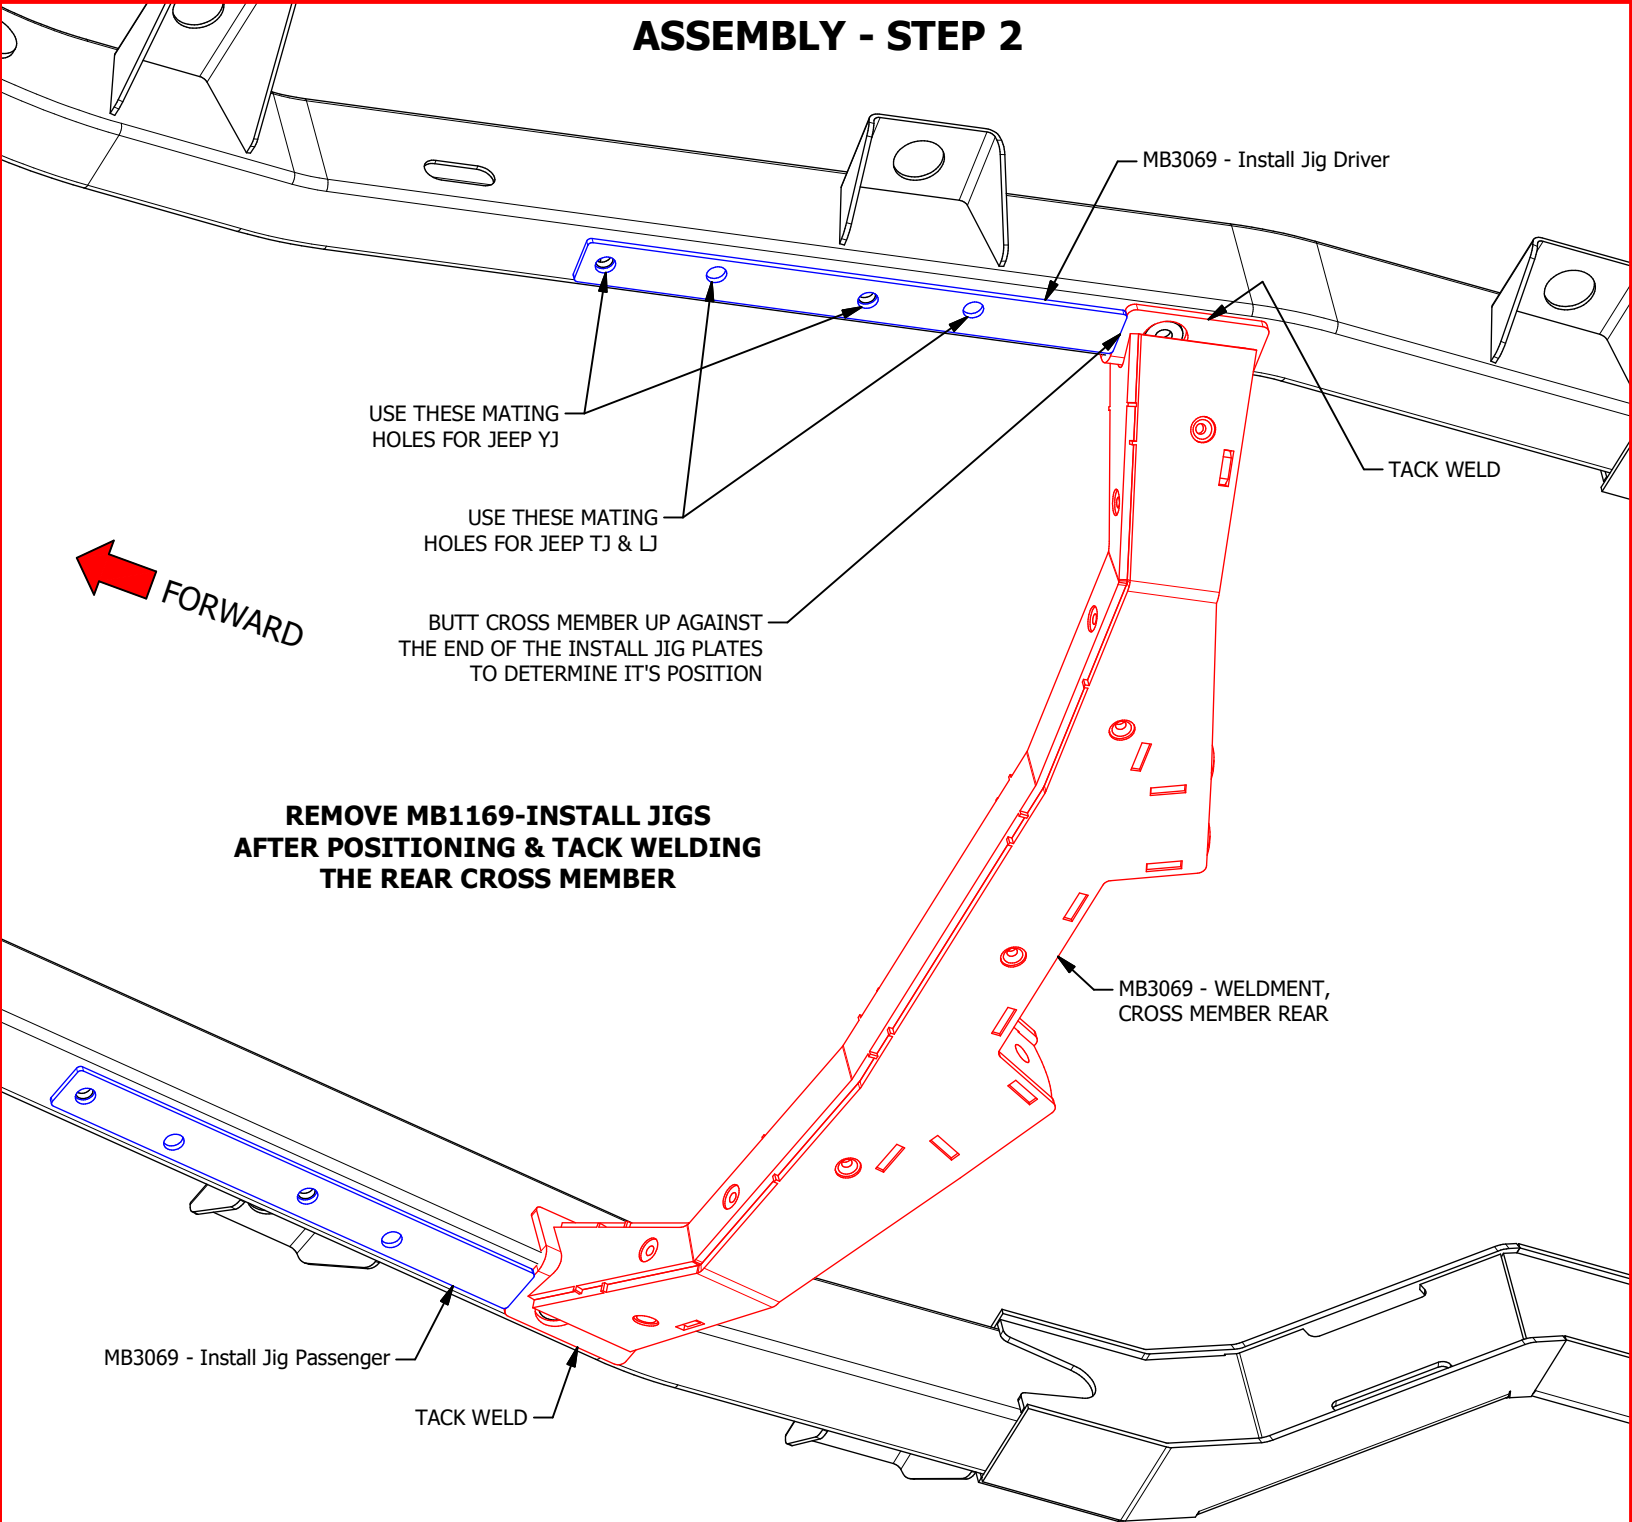 ASSEMBLY - STEP 2
MB3069 - Install Jig Driver
USE THESE MATING
HOLES FOR JEEP YJ
TACK WELD
USE THESE MATING
HOLES FOR JEEP TJ & LJ
FORWARD
BUTT CROSS MEMBER UP AGAINST
THE END OF THE INSTALL JIG PLATES
TO DETERMINE IT'S POSITION
REMOVE MB1169-INSTALL JIGS
AFTER POSITIONING & TACK WELDING
THE REAR CROSS MEMBER
MB3069 - WELDMENT,
CROSS MEMBER REAR
MB3069 - Install Jig Passenger
TACK WELD